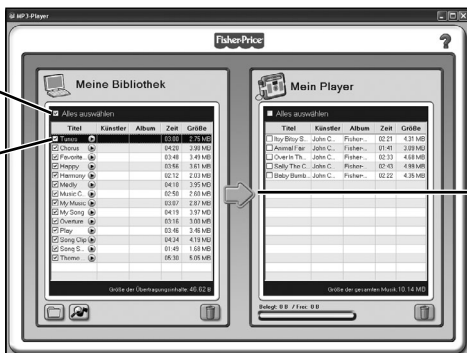 MP3-Player
Fisher-Price
?
Meine Bibliothek
Alles auswählen
Titel Künstler Album Zeit Größe
Tunes 03:00 2.75 MB
Chorus 04:20 3.98 MB
Favorite... 03:48 3.49 MB
Happy 03:56 3.61 MB
Harmony 02:12 2.03 MB
Medly 04:18 3.95 MB
Music C... 02:50 2.60 MB
My Music 03:07 2.87 MB
My Song 04:19 3.97 MB
Overture 03:16 3.00 MB
Play 03:46 3.46 MB
Song Clip 04:34 4.19 MB
Song S... 01:49 1.68 MB
Theme... 05:30 5.05 MB
Größe der Übertragungsinhalte: 46.62 B
Mein Player
Alles auswählen
Titel Künstler Album Zeit Größe
Itsy Bitsy S... John C... Fisher-... 02:21 4.31 MB
Animal Fair John C... Fisher-... 01:41 3.09 MB
Over In Th... John C... Fisher-... 02:33 4.68 MB
Sally The C... John C... Fisher-... 02:43 4.99 MB
Baby Bumb... John C... Fisher-... 02:22 4.35 MB
Größe der gesamten Musik: 10.14 MB
Belegt: 0 B / Frei: 0 B